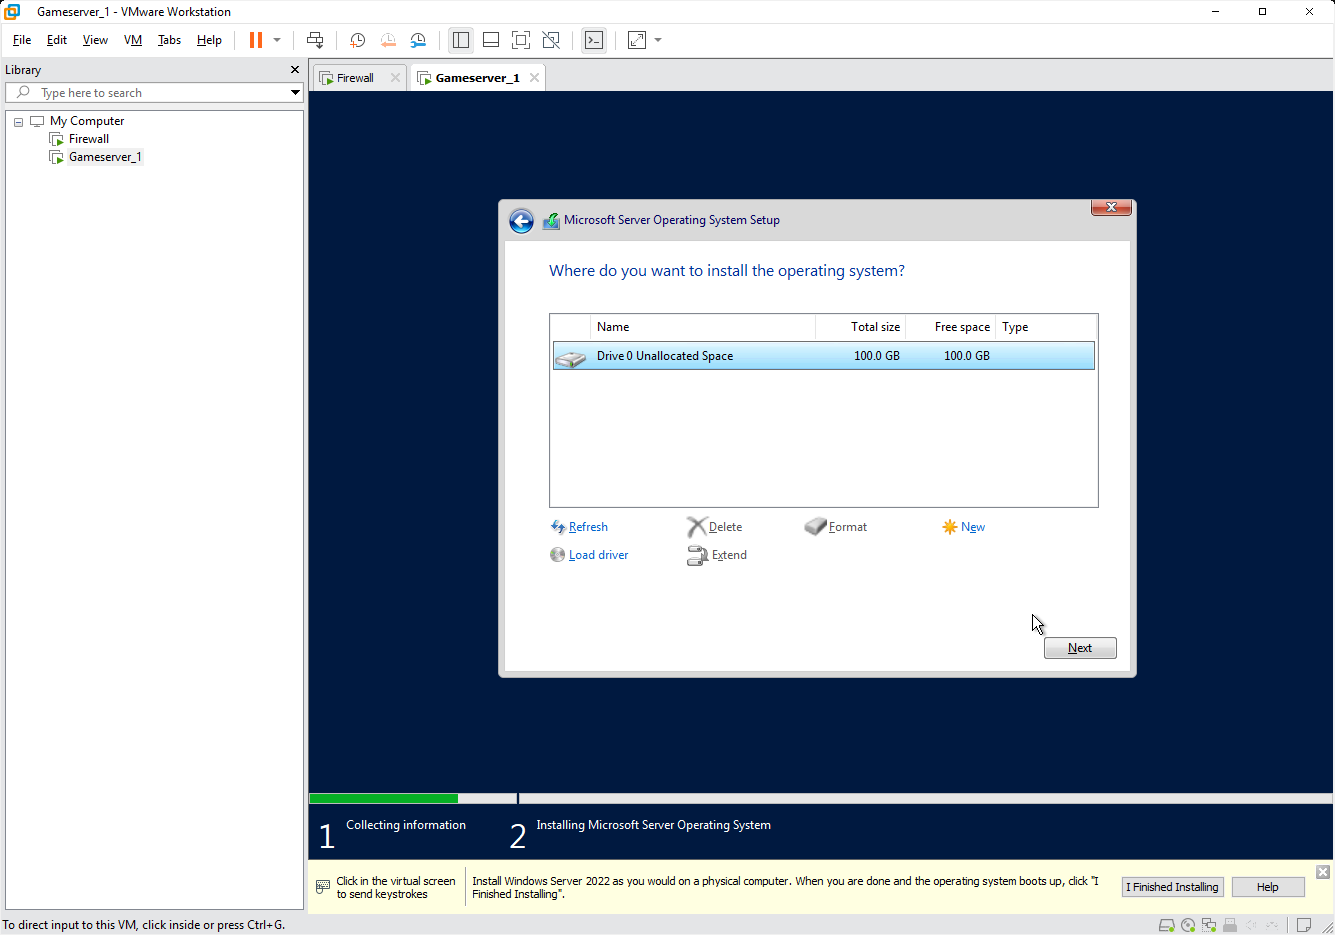 Gameserver_1 - VMware Workstation
File Edit View VM Tabs Help
Library
Type here to search
My Computer
Firewall
Gameserver_1
Firewall Gameserver_1
Microsoft Server Operating System Setup
Where do you want to install the operating system?
Name Total size Free space Type
Drive 0 Unallocated Space 100.0 GB 100.0 GB
Refresh Delete Format New
Load driver Extend
Next
1 Collecting information 2 Installing Microsoft Server Operating System
Click in the virtual screen
to send keystrokes
Install Windows Server 2022 as you would on a physical computer. When you are done and the operating system boots up, click "I
Finished Installing".
I Finished Installing Help
To direct input to this VM, click inside or press Ctrl+G.